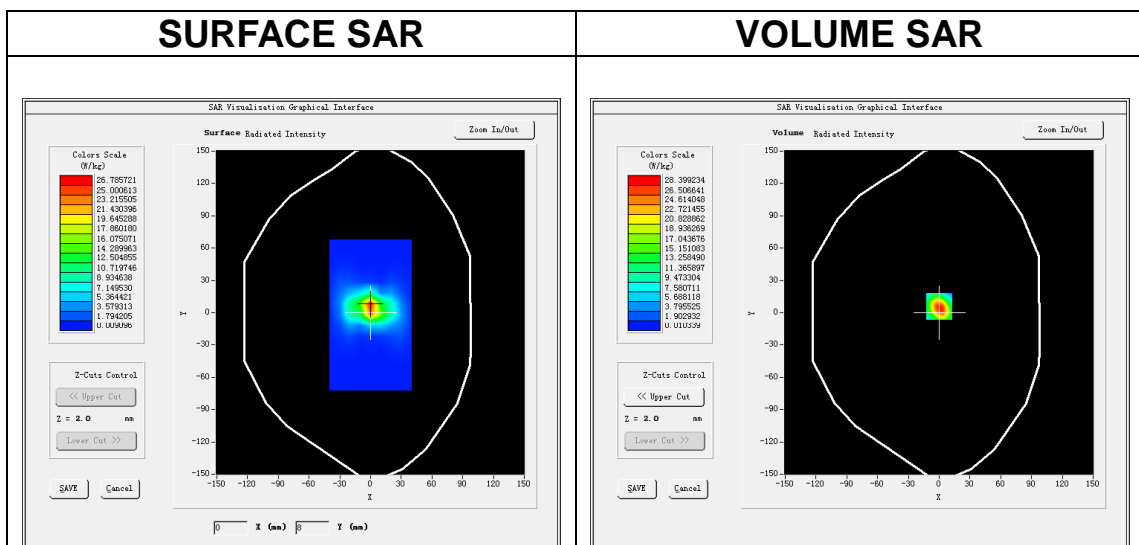 SURFACE SAR
VOLUME SAR
SAR Visualisation Graphical Interface
Surface Radiated Intensity
Zoom In/Out
Colors Scale
(W/kg)
26.785721
25.000613
23.215505
21.430396
19.645288
17.860180
16.075071
14.289963
12.504855
10.719746
8.934638
7.149530
5.364421
3.579313
1.794205
0.009096
Z-Cuts Control
<< Upper Cut
Z = 2.0 mm
Lower Cut >>
SAVE
Cancel
150
120
90
60
30
0
-30
-60
-90
-120
-150
Y
-150 -120 -90 -60 -30 0 30 60 90 120 150
X
0 X (mm) 8 Y (mm)
SAR Visualisation Graphical Interface
Volume Radiated Intensity
Zoom In/Out
Colors Scale
(W/kg)
28.399234
26.506641
24.614048
22.721455
20.828862
18.936269
17.043676
15.151083
13.258490
11.365897
9.473304
7.580711
5.688118
3.795525
1.902932
0.010339
Z-Cuts Control
<< Upper Cut
Z = 2.0 mm
Lower Cut >>
SAVE
Cancel
150
120
90
60
30
0
-30
-60
-90
-120
-150
Y
-150 -120 -90 -60 -30 0 30 60 90 120 150
X